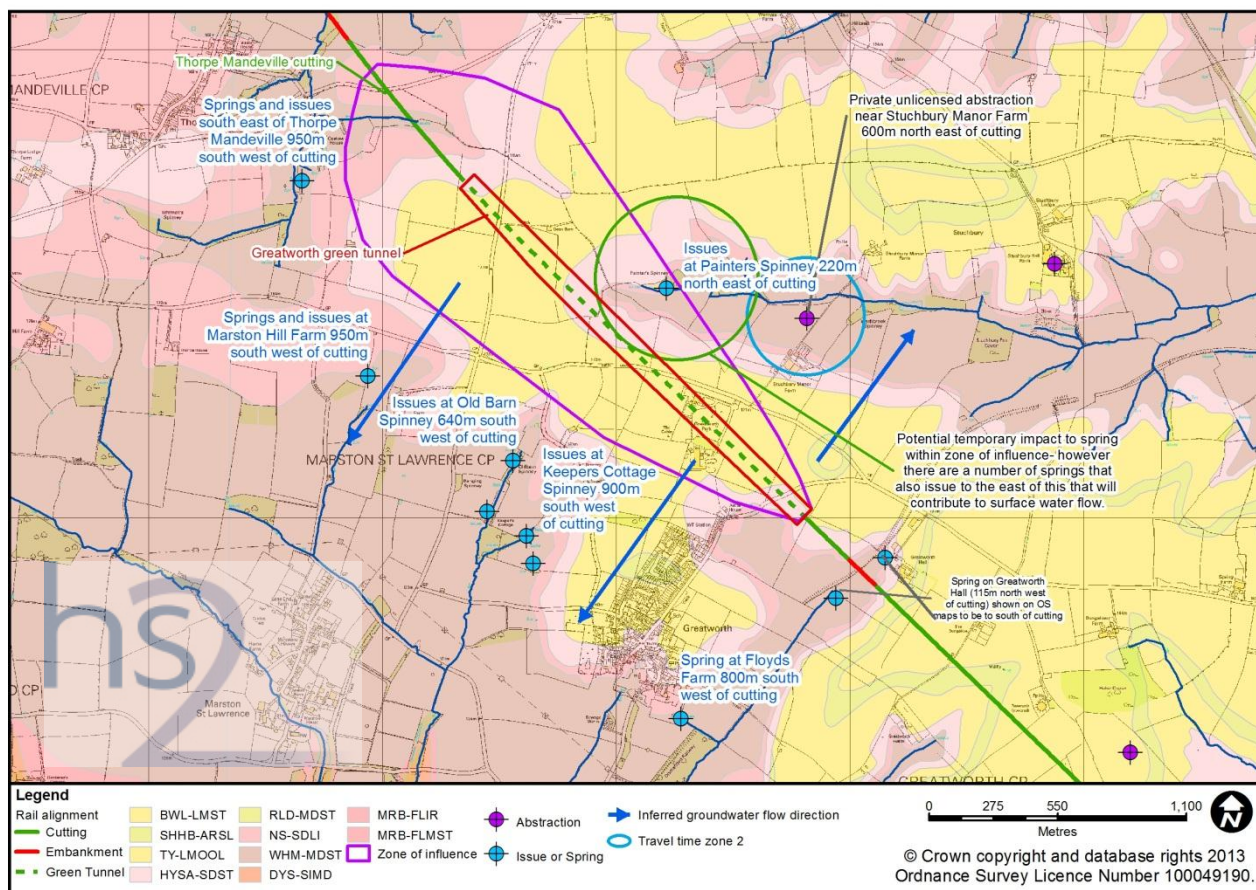 Thorpe Mandeville cutting
MANDEVILLE CP
Springs and issues
south east of Thorpe
Mandeville 950m
south west of cutting
Private unlicensed abstraction
near Stuchbury Manor Farm
600m north east of cutting
Greatworth green tunnel
Issues
at Painters Spinney 220m
north east of cutting
Stuchbury
Painter's Spinney
Stuchbury Manor
Farm
Stuchbury Hall
Farm
Springs and issues at
Marston Hill Farm 950m
south west of cutting
Issues at Old Barn
Spinney 640m south
west of cutting
MARSTON ST LAWRENCE CP
Issues at
Keepers Cottage
Spinney 900m
south west
of cutting
Potential temporary impact to spring
within zone of influence- however
there are a number of springs that
also issue to the east of this that will
contribute to surface water flow.
Spring on Greatworth
Hall (115m north west
of cutting) shown on OS
maps to be to south of cutting
Greatworth
Hall
hs2
Greatworth
Spring at Floyds
Farm 800m south
west of cutting
Marston
St Lawrence
GREATWORTH CP
Legend
Rail alignment
Cutting
Embankment
Green Tunnel
BWL-LMST
SHHB-ARSL
TY-LMOOL
HYSA-SDST
RLD-MDST
NS-SDLI
WHM-MDST
DYS-SIMD
MRB-FLIR
MRB-FLMST
Zone of influence
Abstraction
Issue or Spring
Inferred groundwater flow direction
Travel time zone 2
0 275 550 1,100
Metres
N
© Crown copyright and database rights 2013
Ordnance Survey Licence Number 100049190.